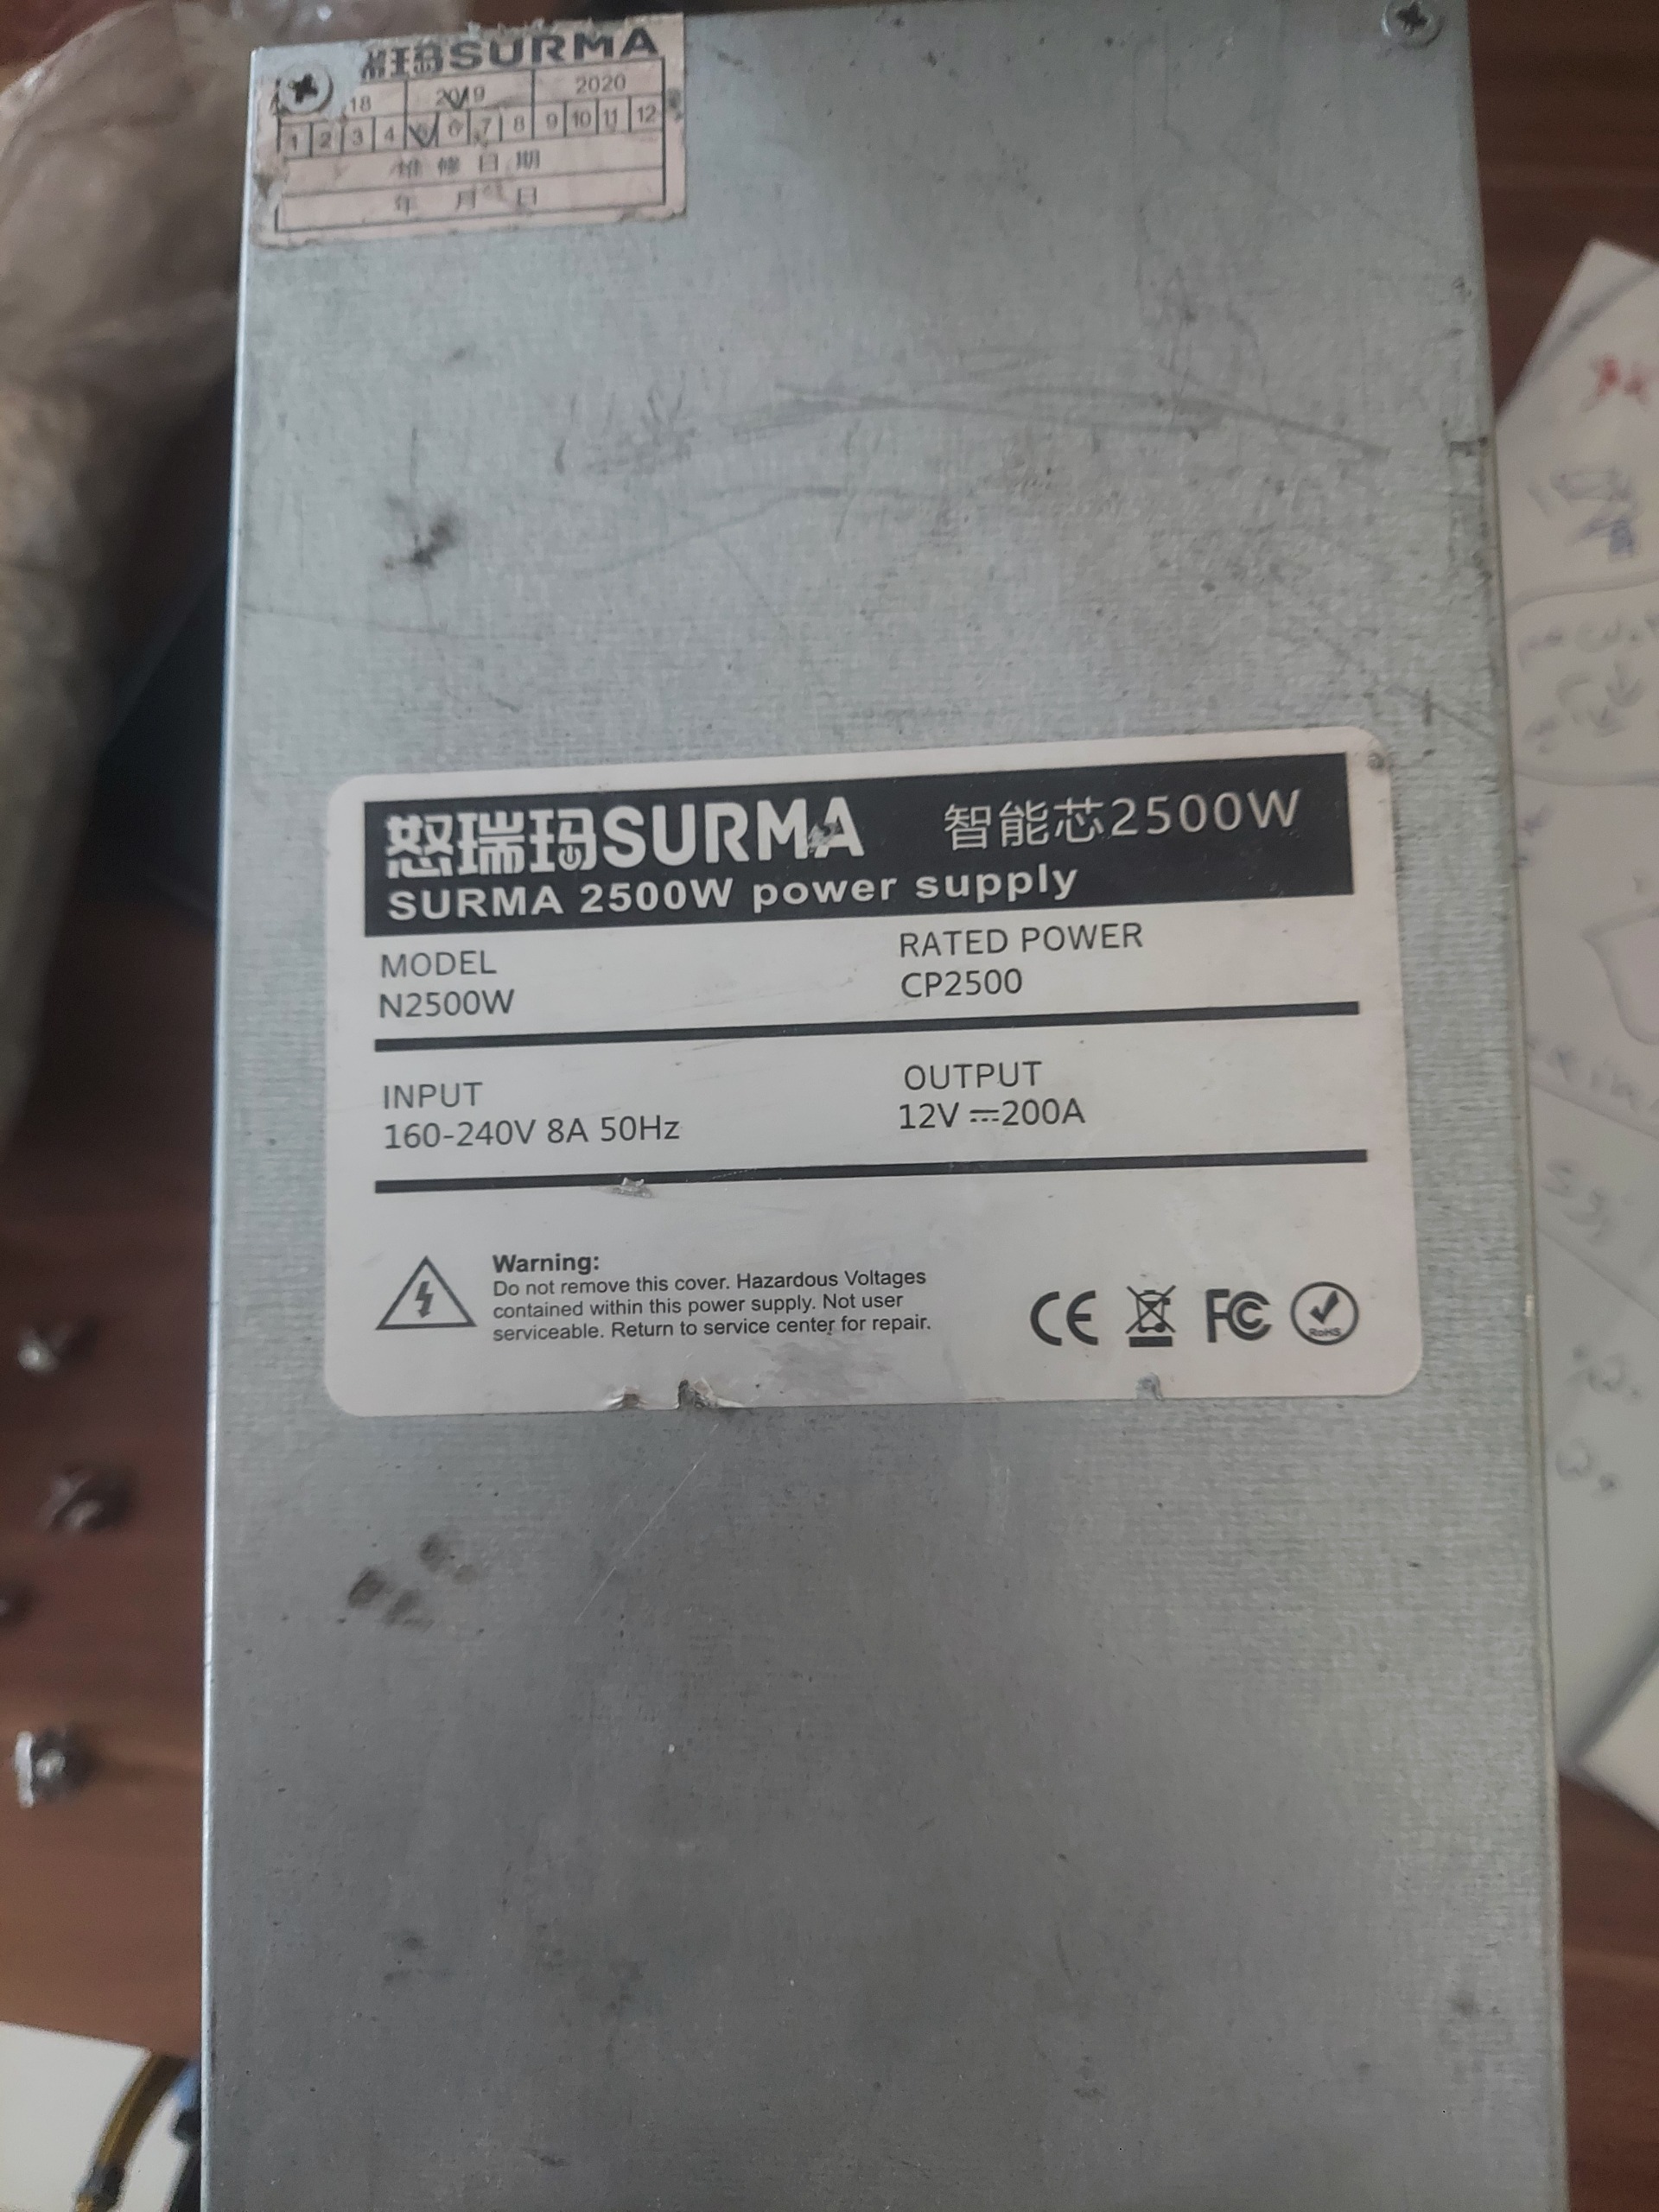 SURMA
18 2019 2020
1 2 3 4 5 6 7 8 9 10 11 12
维修日期
年 月 日
怒瑞玛SURMA 智能芯2500W
SURMA 2500W power supply
MODEL
N2500W
RATED POWER
CP2500
INPUT
160-240V 8A 50Hz
OUTPUT
12V ⎓200A
Warning:
Do not remove this cover. Hazardous Voltages
contained within this power supply. Not user
serviceable. Return to service center for repair.
CE FC RoHS